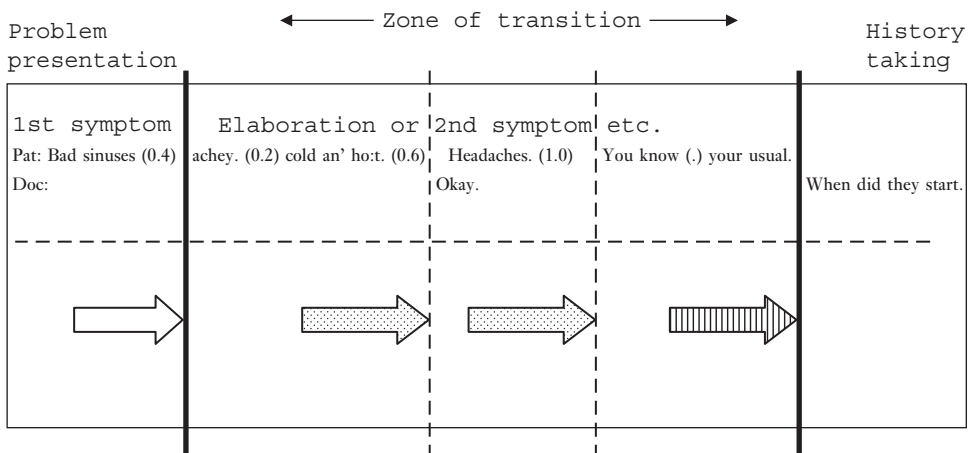 Zone of transition
Problem presentation
History taking
1st symptom Elaboration or 2nd symptom etc.
Pat: Bad sinuses (0.4) achey. (0.2) cold an' ho:t. (0.6) Headaches. (1.0) You know (.) your usual.
Doc: Okay. When did they start.